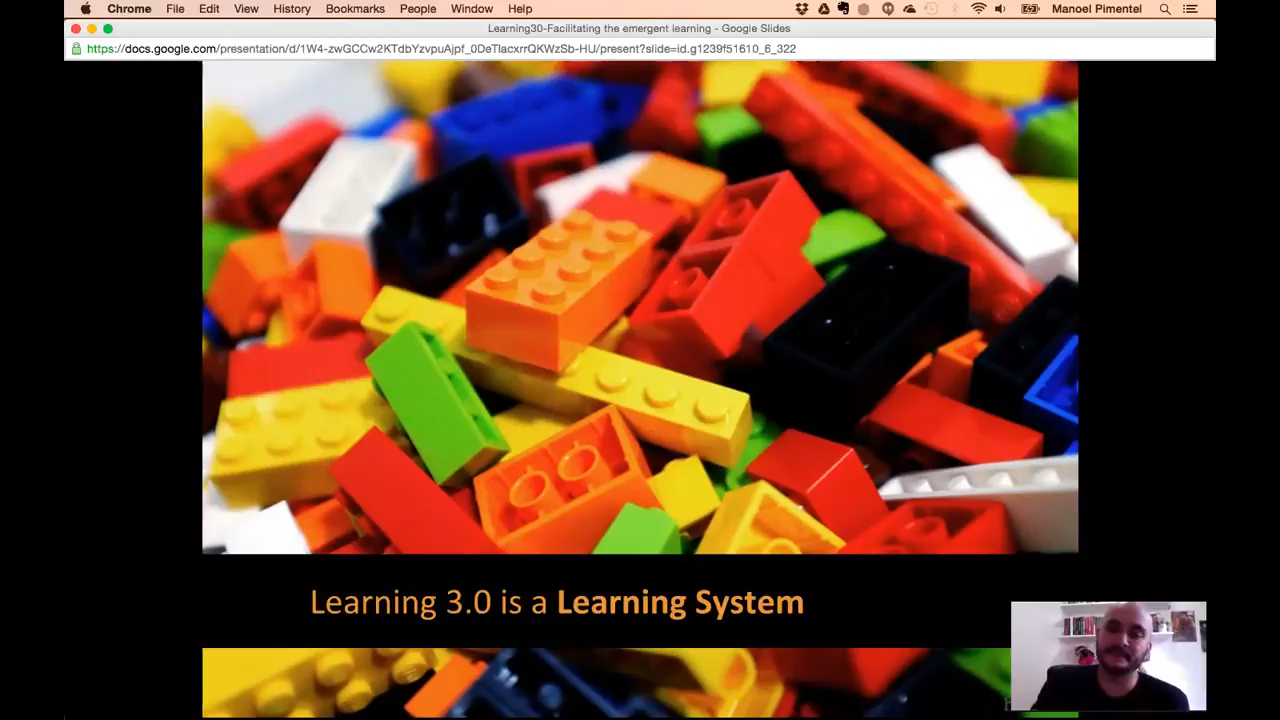 Chrome File Edit View History Bookmarks People Window Help Manoel Pimentel
Learning30-Facilitating the emergent learning - Google Slides
https://docs.google.com/presentation/d/1W4-zwGCCw2KTdbYzvpuAjpf_0DeTlacxrrQKWzSb-HU/present?slide=id.g1239f51610_6_322
Learning 3.0 is a Learning System